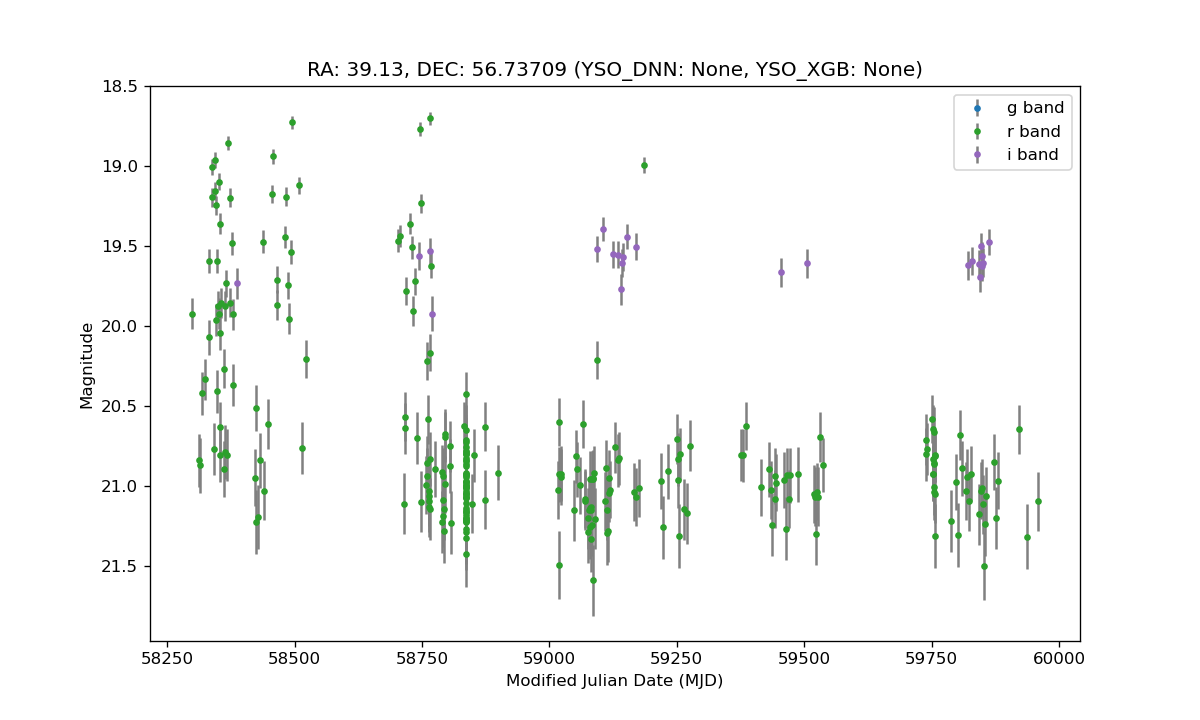 RA: 39.13, DEC: 56.73709 (YSO_DNN: None, YSO_XGB: None)
g band
r band
i band
18.5
19.0
19.5
20.0
20.5
21.0
21.5
Magnitude
58250
58500
58750
59000
59250
59500
59750
60000
Modified Julian Date (MJD)